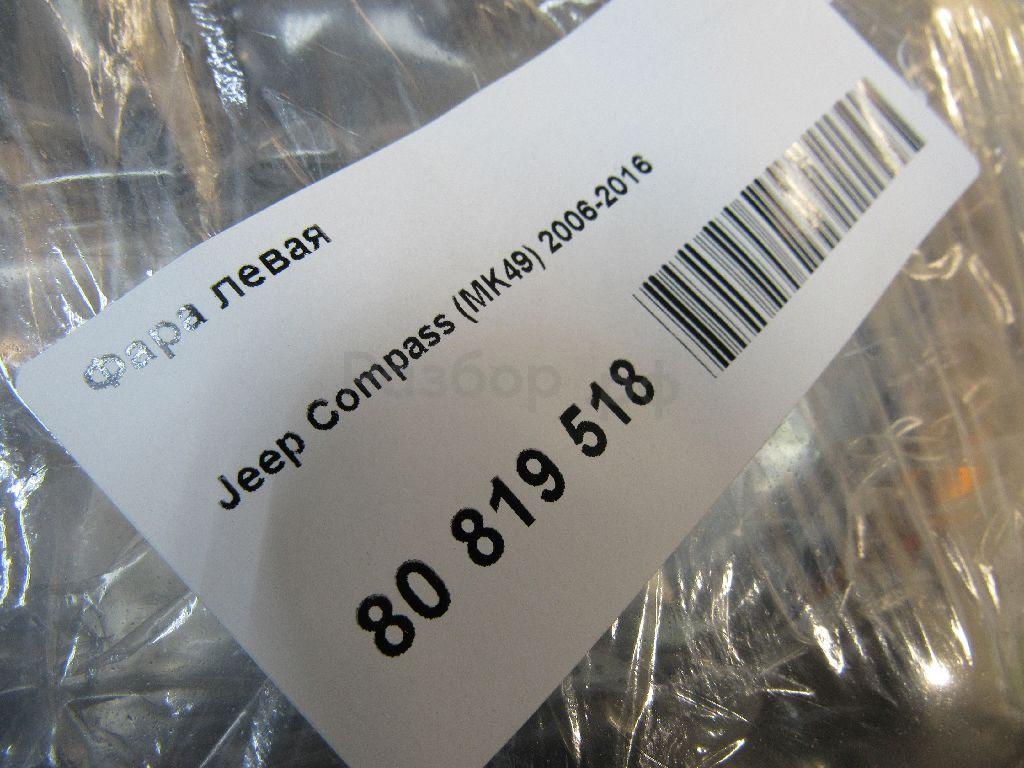 Фара левая
Jeep Compass (MK49) 2006-2016
80 819 518